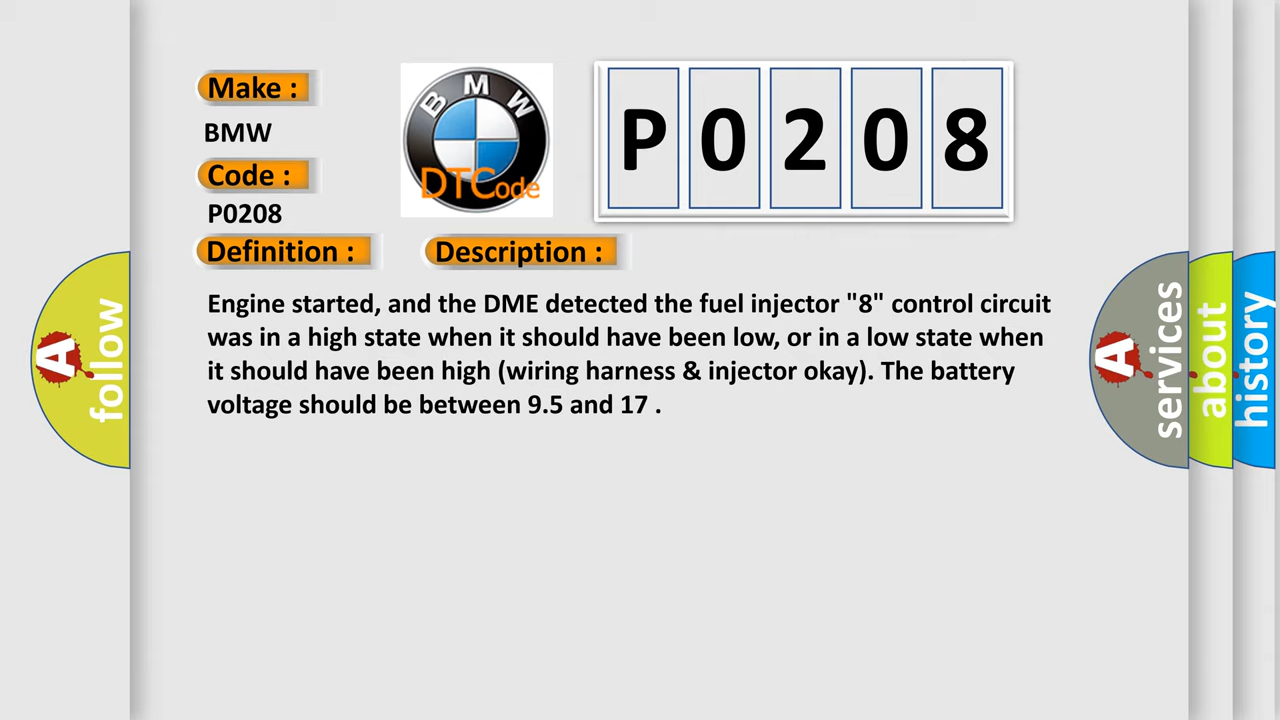 Make :
BMW
Code :
P0208
Definition :
Description :
BMW
DTCode
P0208
Engine started, and the DME detected the fuel injector "8" control circuit
was in a high state when it should have been low, or in a low state when
it should have been high (wiring harness & injector okay). The battery
voltage should be between 9.5 and 17 .
A follow
A services
about
history